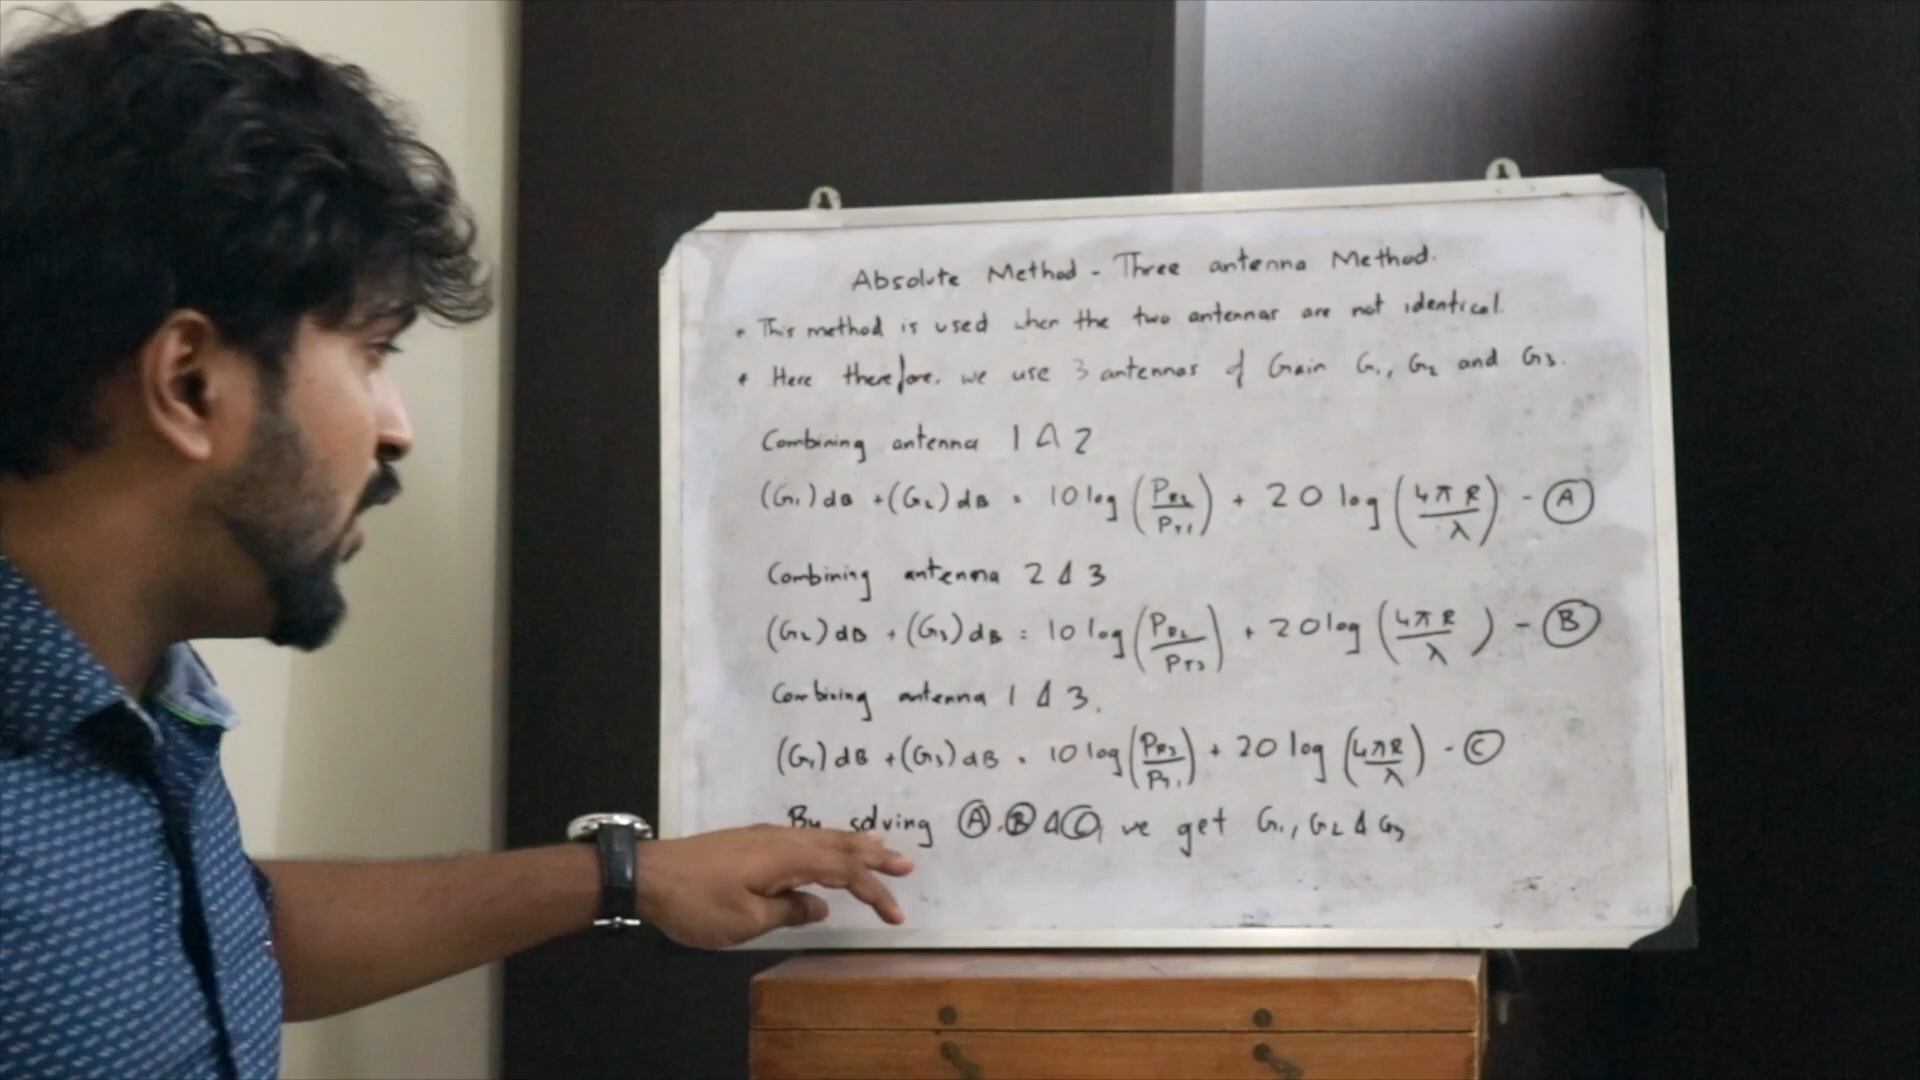 Absolute Method - Three antenna Method.
• This method is used when the two antennas are not identical.
• Here therefore, we use 3 antennas of Gain G1, G2 and G3.
Combining antenna 1 & 2
(G1)dB + (G2)dB = 10 log (PR2/PT1) + 20 log (4πR/λ) - Ⓐ
Combining antenna 2 & 3
(G2)dB + (G3)dB = 10 log (PR2/PT3) + 20 log (4πR/λ) - Ⓑ
Combining antenna 1 & 3.
(G1)dB + (G3)dB = 10 log (PR3/PT1) + 20 log (4πR/λ) - Ⓒ
By solving Ⓐ, Ⓑ & Ⓒ, we get G1, G2 & G3